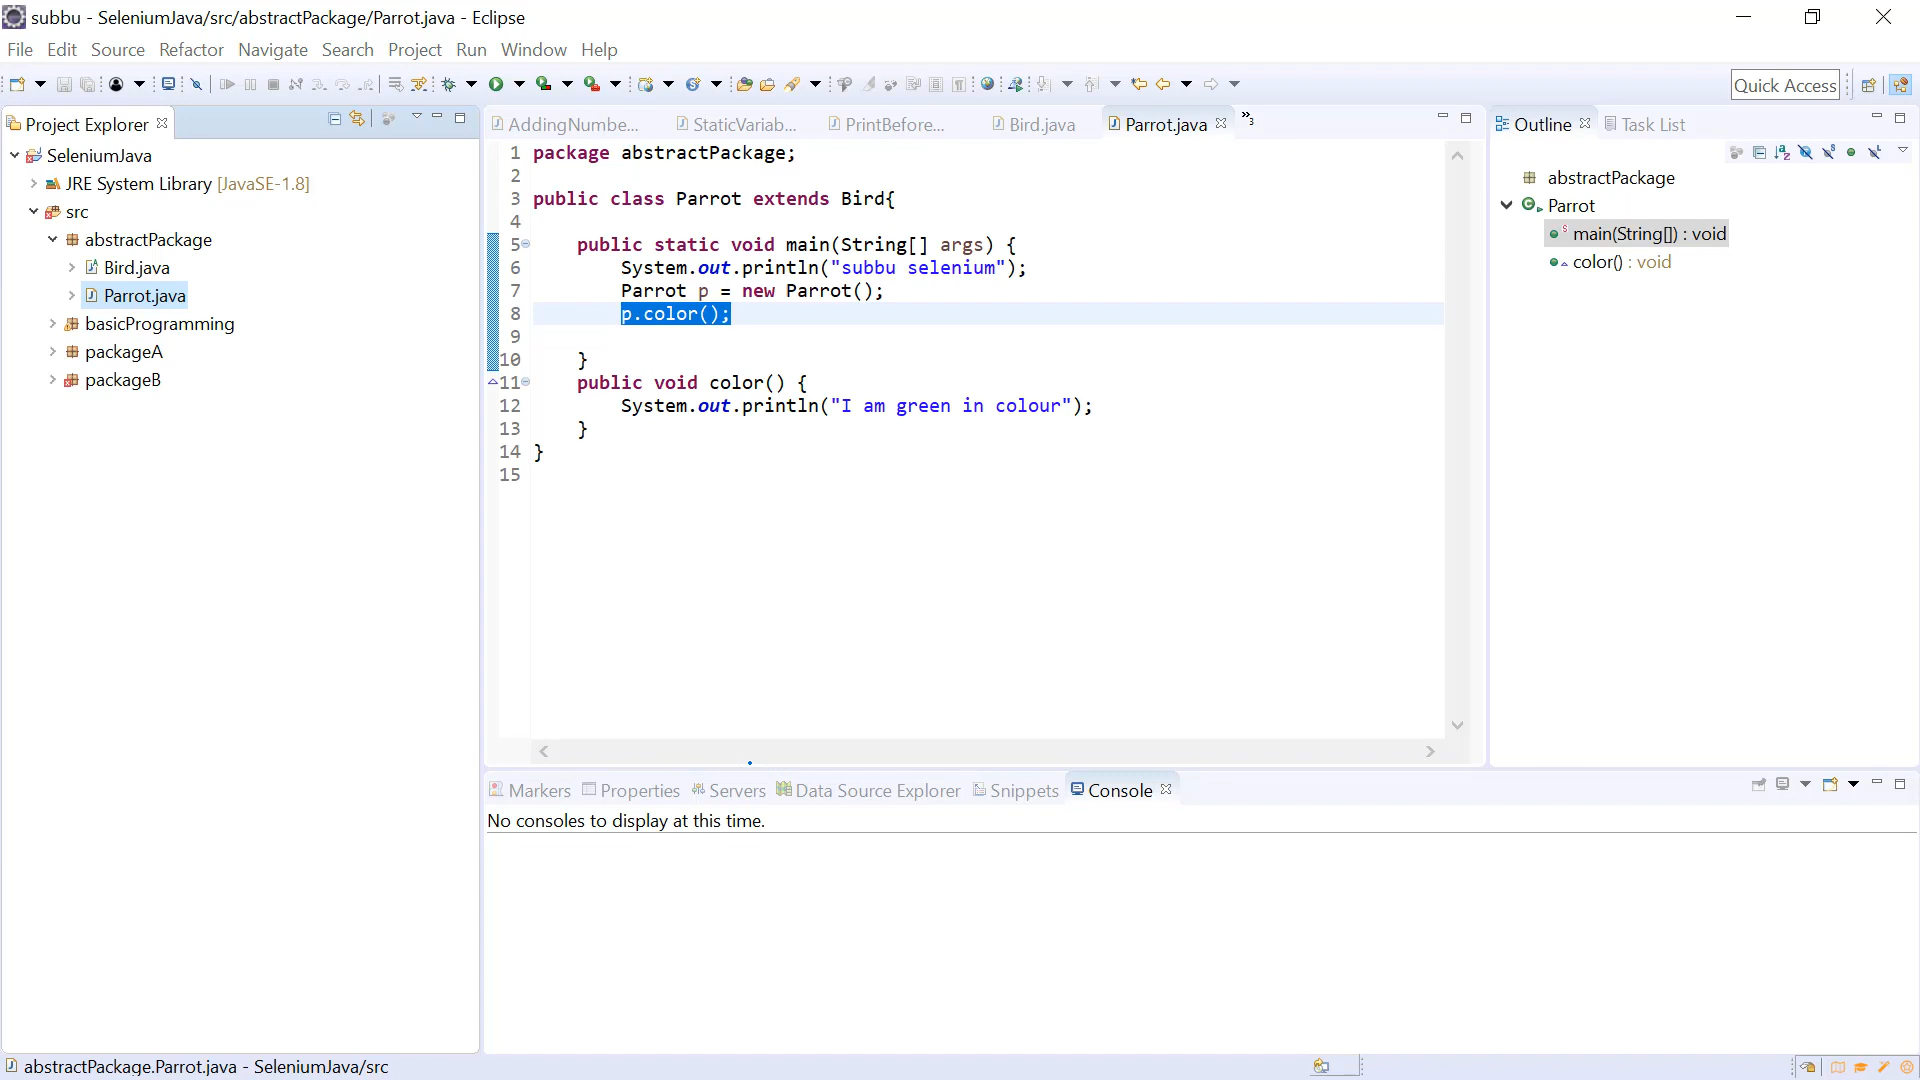 subbu - SeleniumJava/src/abstractPackage/Parrot.java - Eclipse
File Edit Source Refactor Navigate Search Project Run Window Help
Quick Access
Project Explorer
SeleniumJava
JRE System Library [JavaSE-1.8]
src
abstractPackage
Bird.java
Parrot.java
basicProgramming
packageA
packageB
AddingNumbe... StaticVariab... PrintBefore... Bird.java Parrot.java »3
1 package abstractPackage;
2
3 public class Parrot extends Bird{
4
5 public static void main(String[] args) {
6 System.out.println("subbu selenium");
7 Parrot p = new Parrot();
8 p.color();
9
10 }
11 public void color() {
12 System.out.println("I am green in colour");
13 }
14 }
15
Outline Task List
abstractPackage
Parrot
main(String[]) : void
color() : void
Markers Properties Servers Data Source Explorer Snippets Console
No consoles to display at this time.
abstractPackage.Parrot.java - SeleniumJava/src